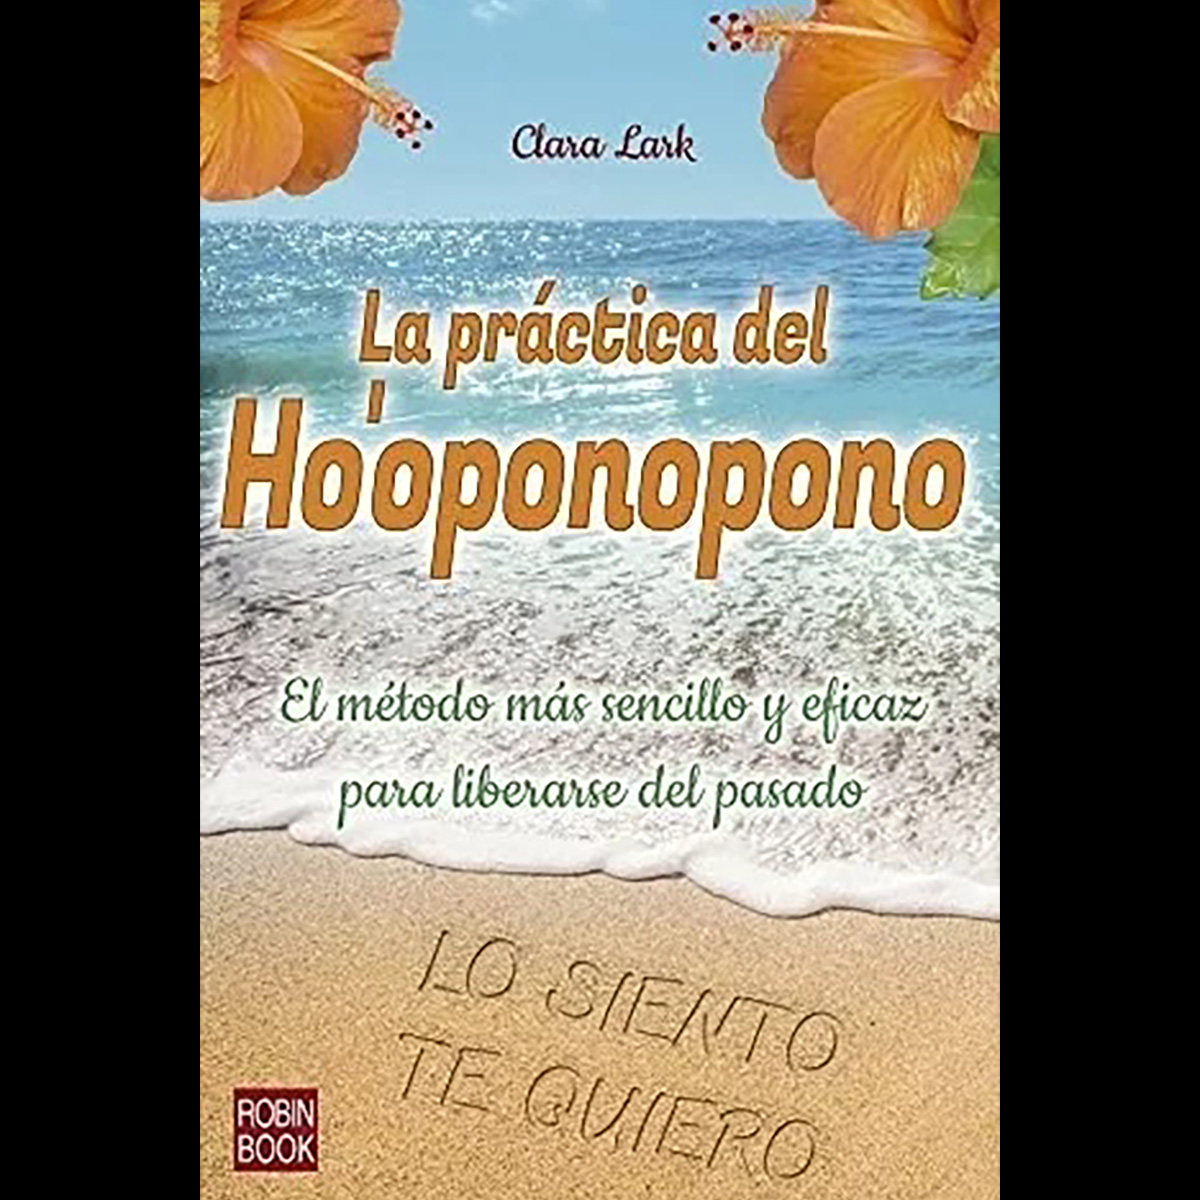 Clara Lark
La práctica del
Ho'oponopono
El método más sencillo y eficaz
para liberarse del pasado
LO SIENTO
TE QUIERO
ROBIN
BOOK